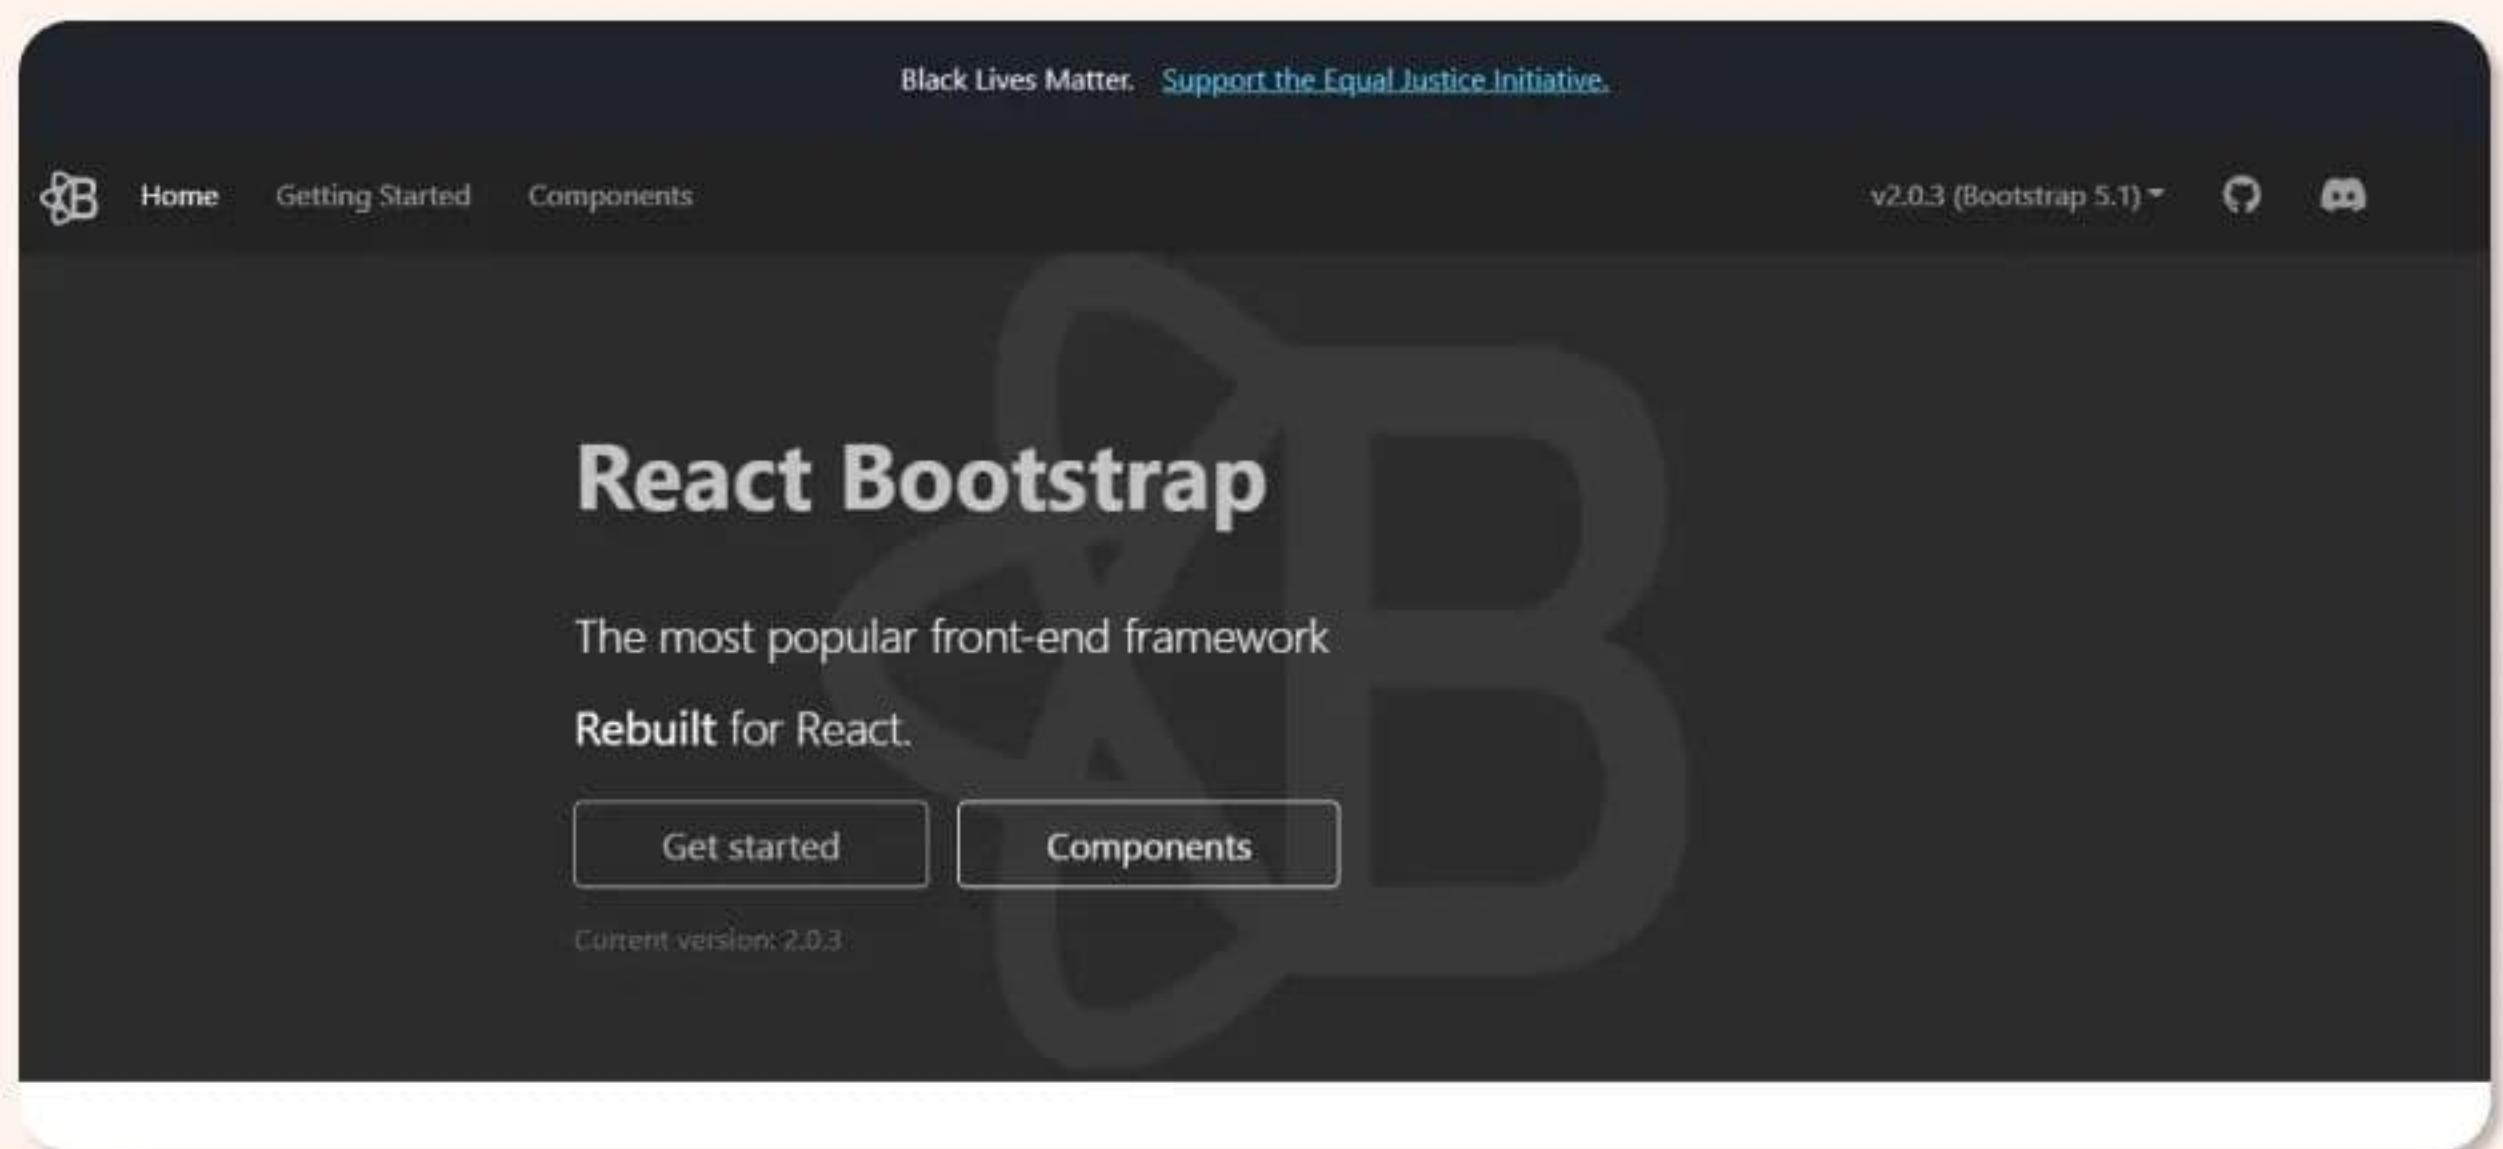 Black Lives Matter. Support the Equal Justice Initiative.
Home Getting Started Components v2.0.3 (Bootstrap 5.1)
React Bootstrap
The most popular front-end framework
Rebuilt for React.
Get started Components
Current version: 2.0.3